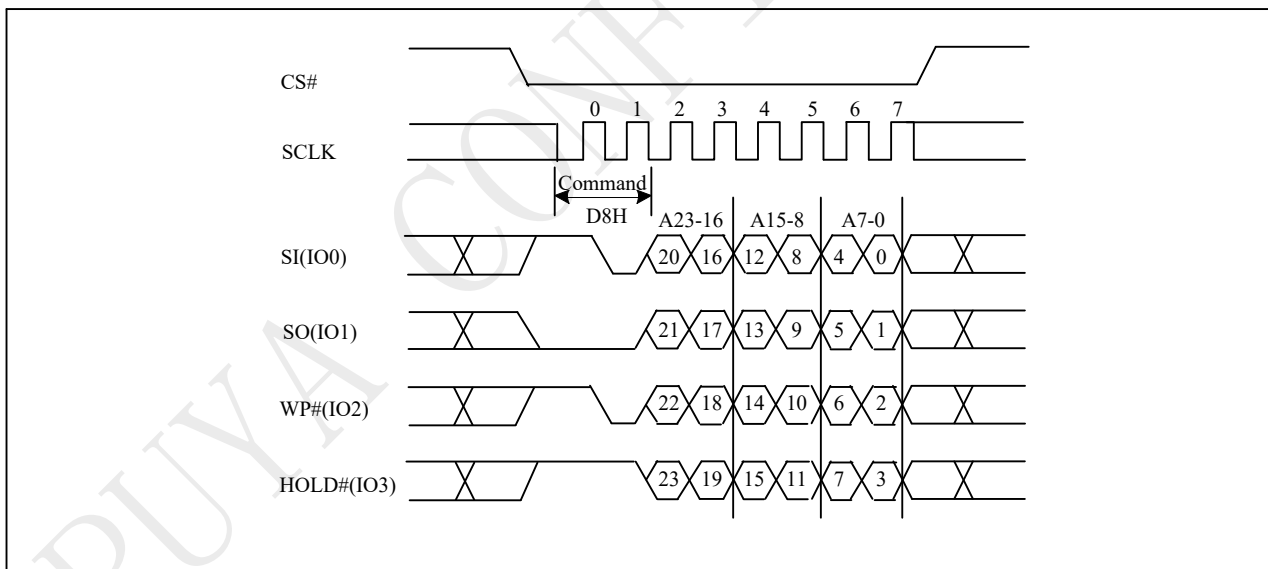 PUYA CONF
CS#
0 1 2 3 4 5 6 7
SCLK
Command
D8H
A23-16 A15-8 A7-0
SI(IO0) 20 16 12 8 4 0
SO(IO1) 21 17 13 9 5 1
WP#(IO2) 22 18 14 10 6 2
HOLD#(IO3) 23 19 15 11 7 3